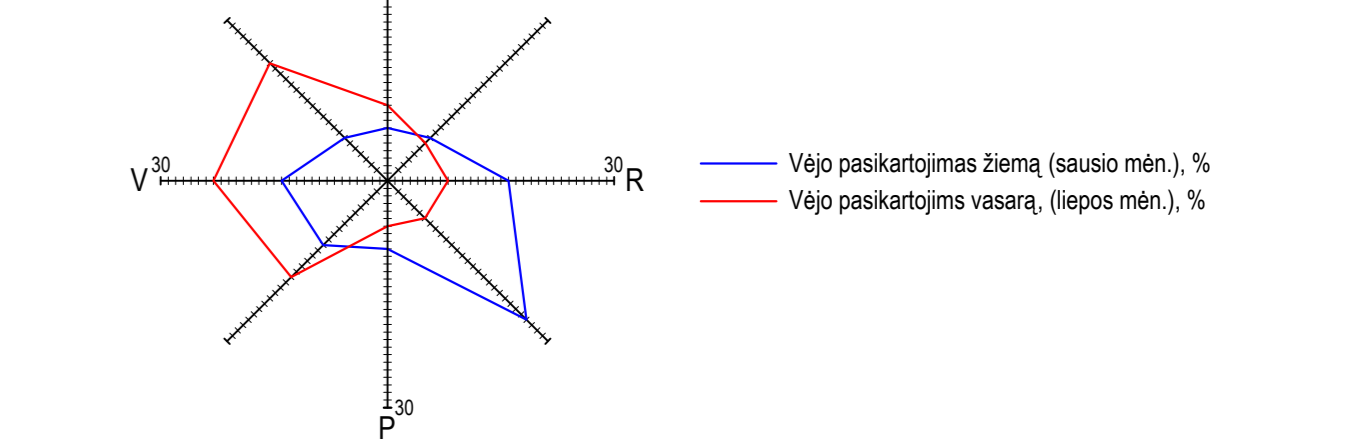 V 30
30 R
30
P
Vėjo pasikartojimas žiemą (sausio mėn.), %
Vėjo pasikartojims vasarą, (liepos mėn.), %